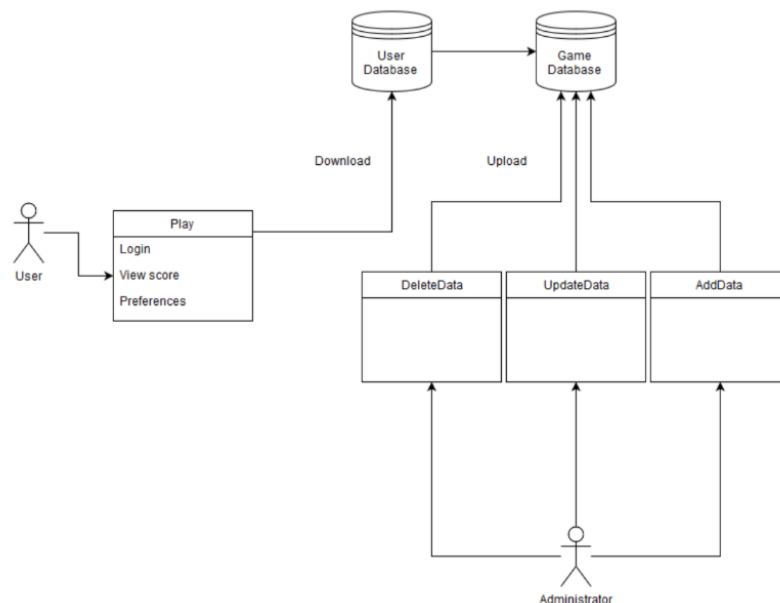 User
Database
Game
Database
Download
Upload
Play
Login
View score
Preferences
User
DeleteData
UpdateData
AddData
Administrator